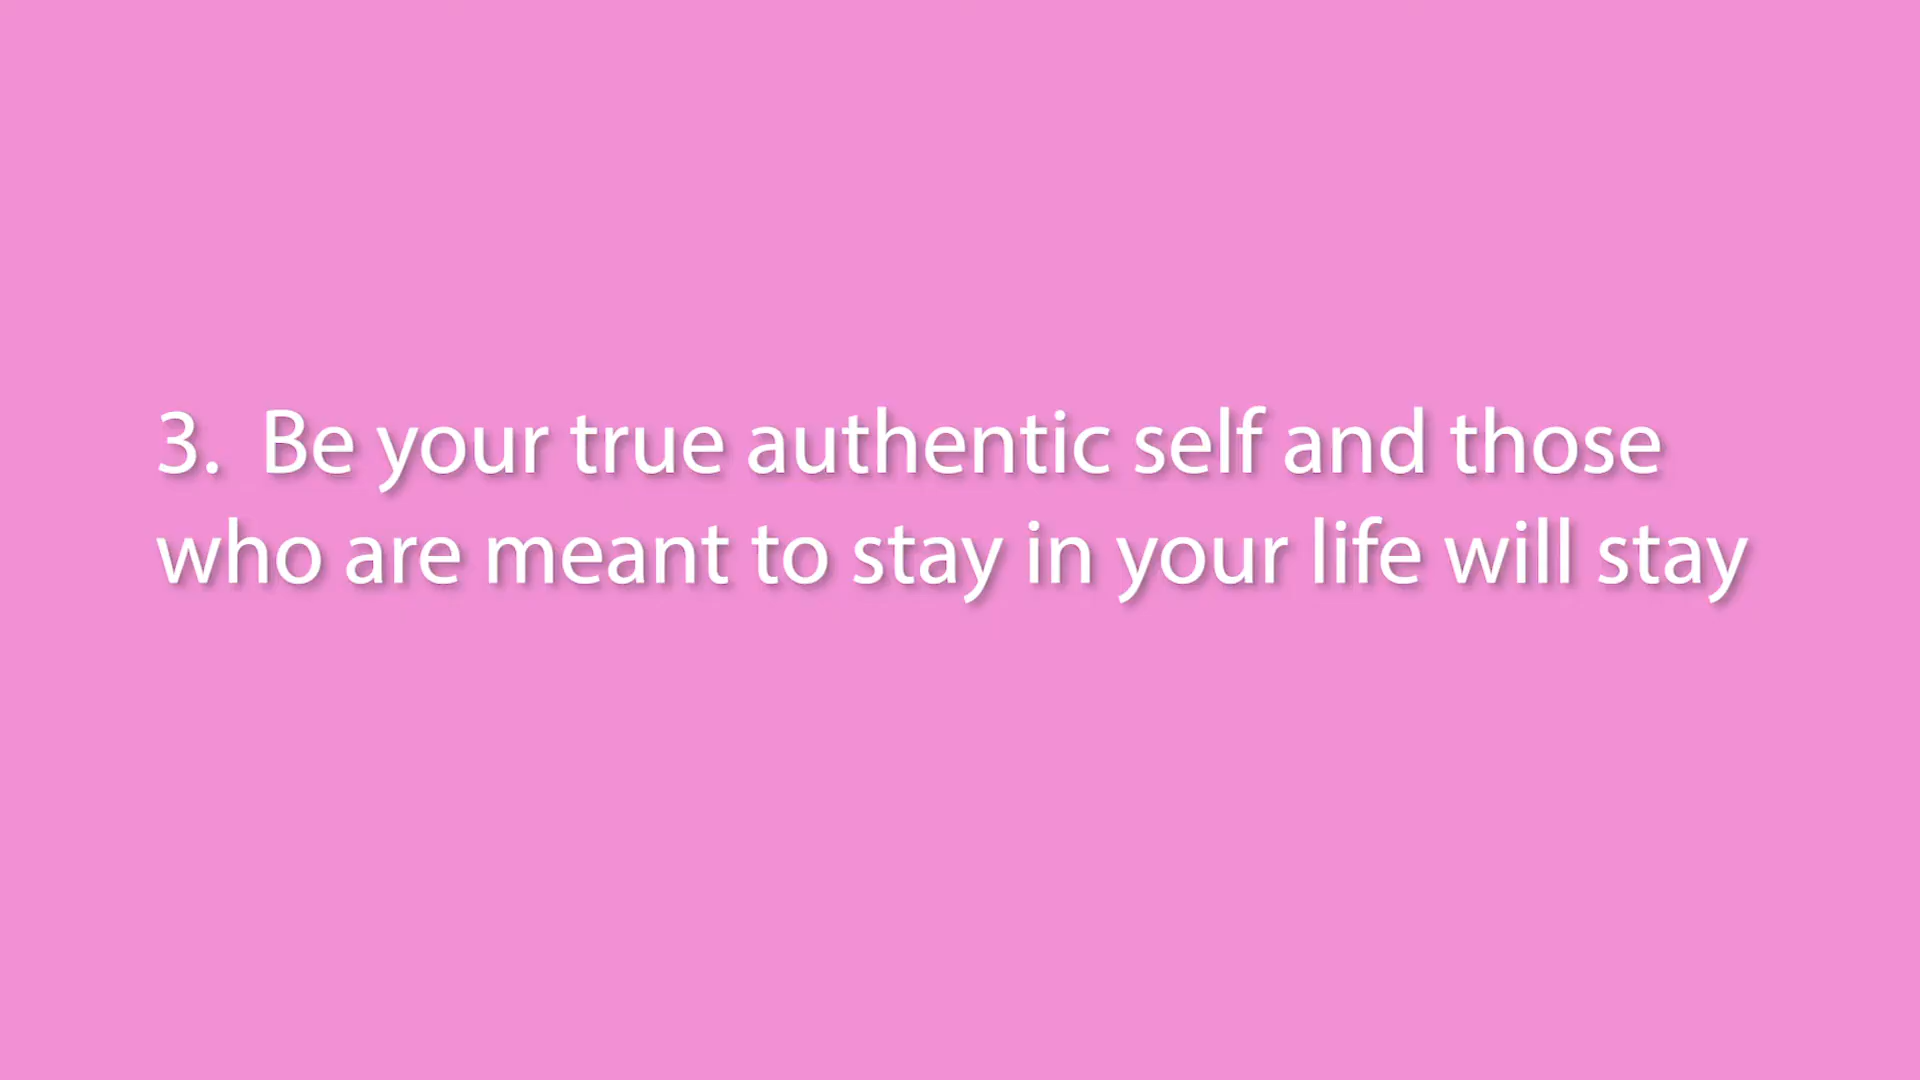 3.  Be your true authentic self and those
who are meant to stay in your life will stay